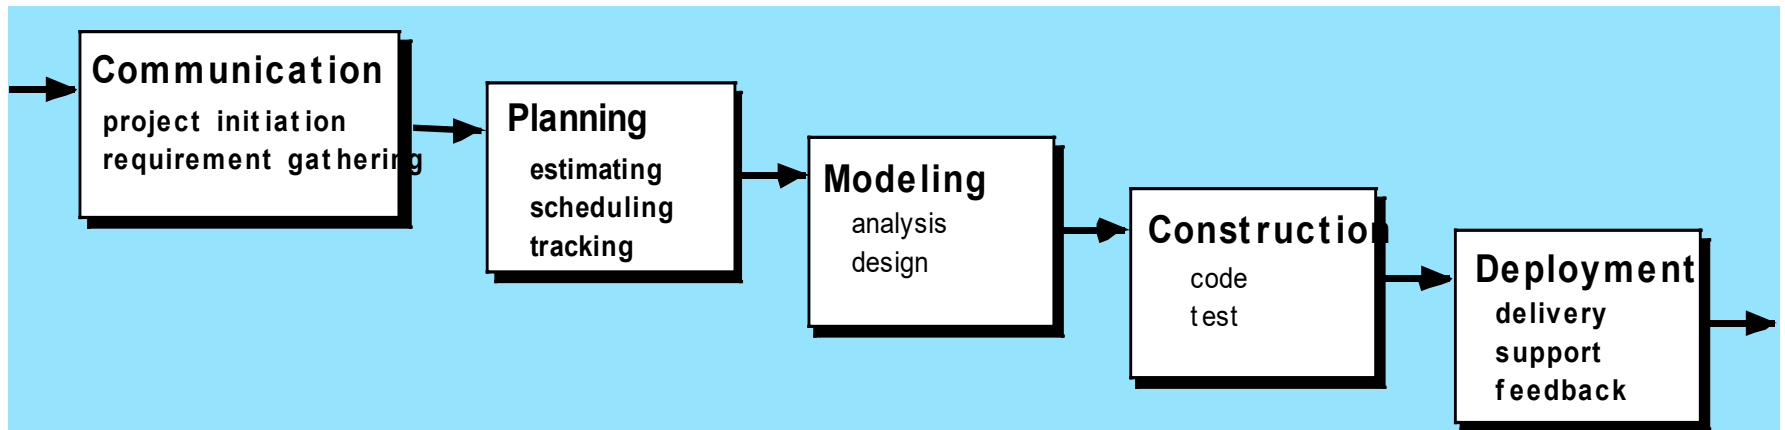 Communication
project initiation
requirement gathering
Planning
estimating
scheduling
tracking
Modeling
analysis
design
Construction
code
test
Deployment
delivery
support
feedback